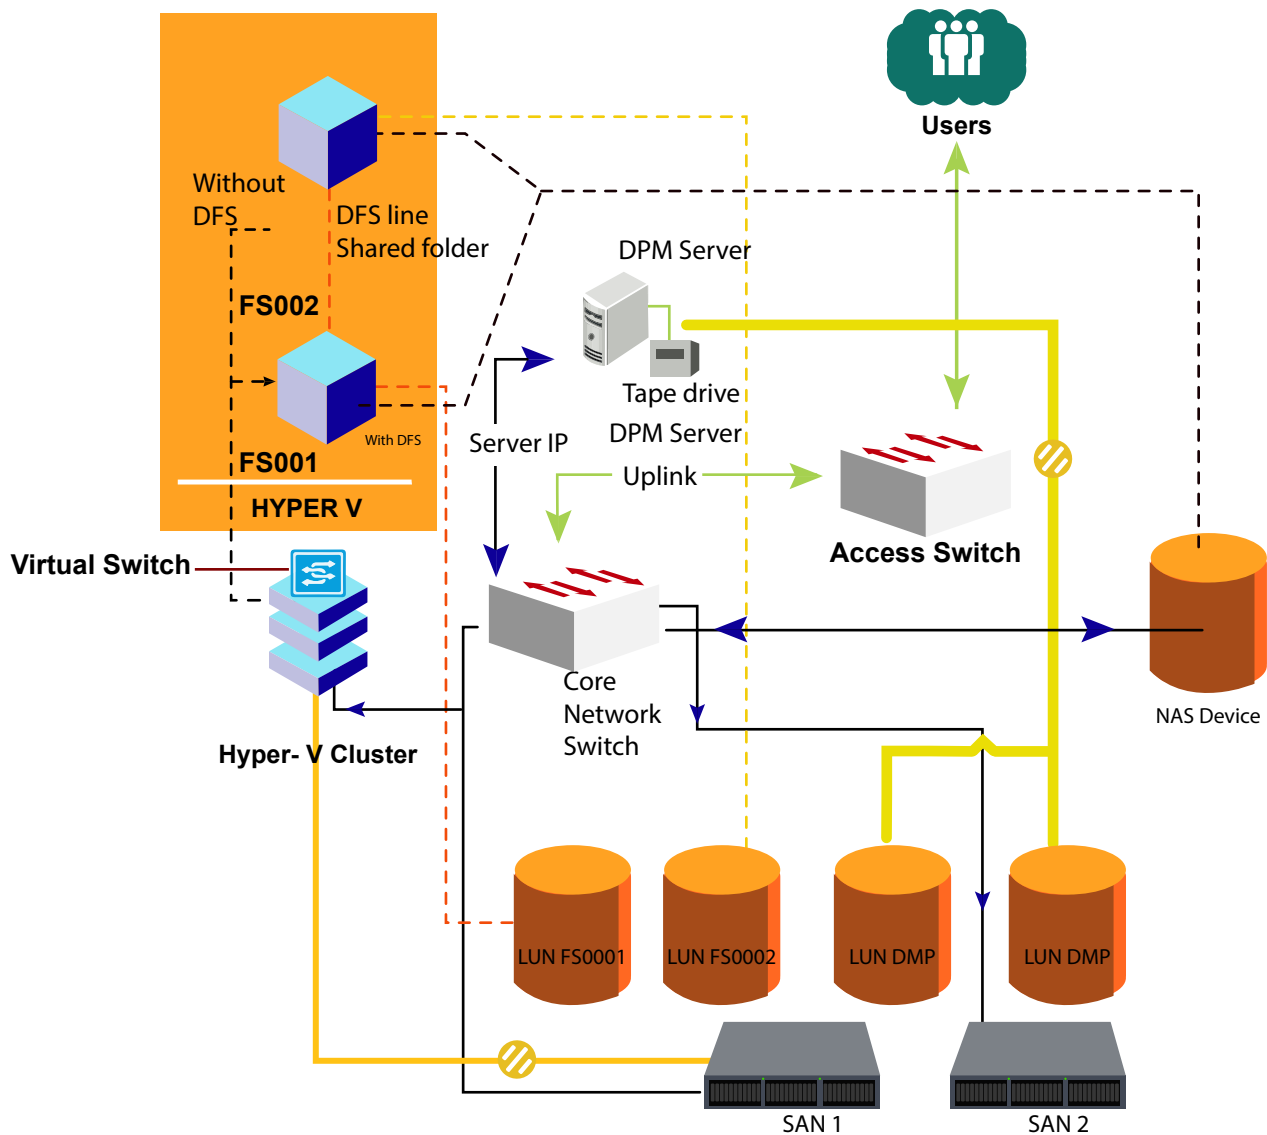 Users
Without
DFS
DFS line
Shared folder
DPM Server
FS002
Tape drive
With DFS
DPM Server
Server IP
FS001
Uplink
HYPER V
Access Switch
Virtual Switch
Core
Network
Switch
NAS Device
Hyper- V Cluster
LUN FS0001
LUN FS0002
LUN DMP
LUN DMP
SAN 1
SAN 2